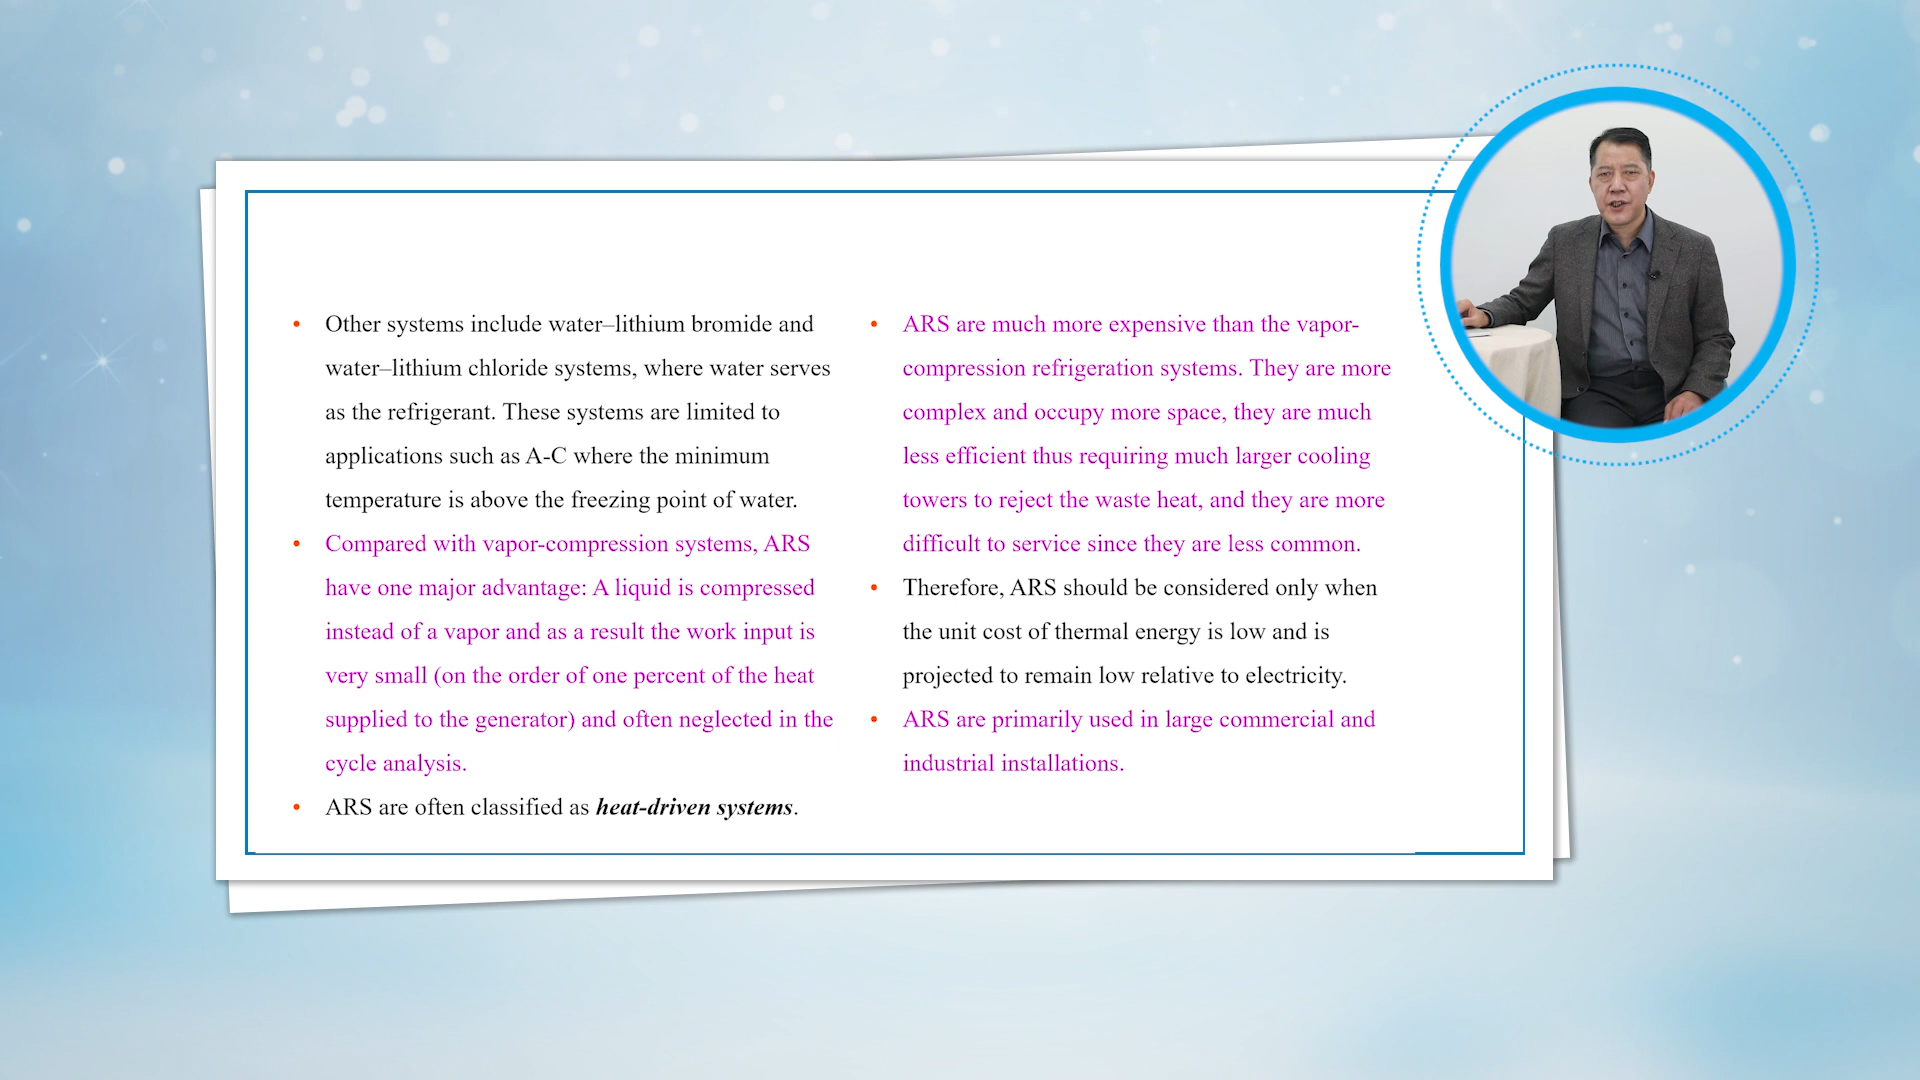 • Other systems include water–lithium bromide and
water–lithium chloride systems, where water serves
as the refrigerant. These systems are limited to
applications such as A-C where the minimum
temperature is above the freezing point of water.
• Compared with vapor-compression systems, ARS
have one major advantage: A liquid is compressed
instead of a vapor and as a result the work input is
very small (on the order of one percent of the heat
supplied to the generator) and often neglected in the
cycle analysis.
• ARS are often classified as heat-driven systems.
• ARS are much more expensive than the vapor-
compression refrigeration systems. They are more
complex and occupy more space, they are much
less efficient thus requiring much larger cooling
towers to reject the waste heat, and they are more
difficult to service since they are less common.
• Therefore, ARS should be considered only when
the unit cost of thermal energy is low and is
projected to remain low relative to electricity.
• ARS are primarily used in large commercial and
industrial installations.